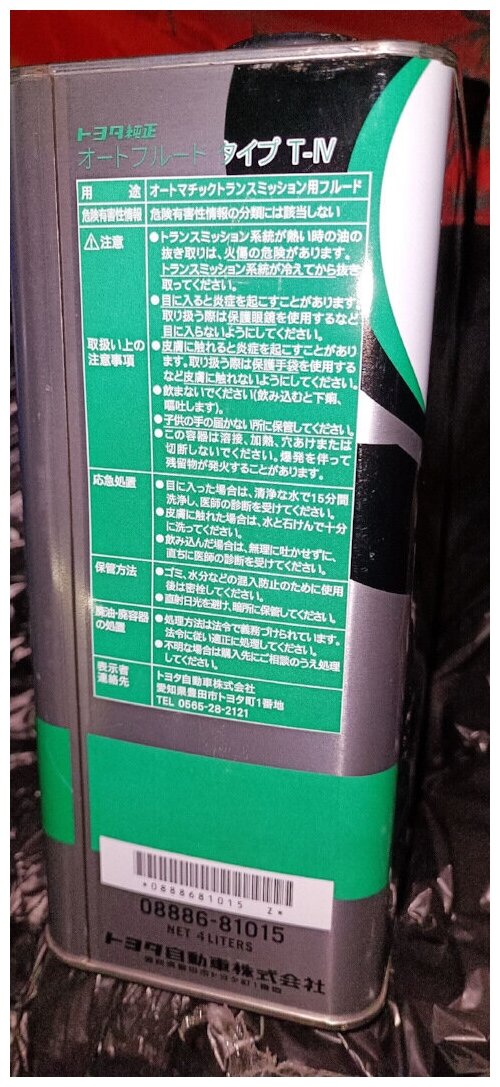 トヨタ純正
オートフルード タイプ T-Ⅳ
用 途 オートマチックトランスミッション用フルード
危険有害性情報 危険有害性情報の分類には該当しない
⚠注意
取扱い上の
注意事項
●トランスミッション系統が熱い時の油の
抜き取りは、火傷の危険があります。
トランスミッション系統が冷えてから抜き
取ってください。
●目に入ると炎症を起こすことがあります。
取り扱う際は保護眼鏡を使用するなど
目に入らないようにしてください。
●皮膚に触れると炎症を起こすことがあり
ます。取り扱う際は保護手袋を使用する
など皮膚に触れないようにしてください。
●飲まないでください(飲み込むと下痢、
嘔吐します)。
●子供の手の届かない所に保管してください。
●この容器は溶接、加熱、穴あけまたは
切断しないでください。爆発を伴って
残留物が発火することがあります。
応急処置
●目に入った場合は、清浄な水で15分間
洗浄し、医師の診断を受けてください。
●皮膚に触れた場合は、水と石けんで十分
に洗ってください。
●飲み込んだ場合は、無理に吐かせずに、
直ちに医師の診断を受けてください。
保管方法
●ゴミ、水分などの混入防止のために使用
後は密栓してください。
●直射日光を避け、暗所に保管してください。
廃油・廃容器
の処置
●処理方法は法令で義務づけられています。
法令に従い適正に処理してください。
●不明な場合は購入先にご相談のうえ処理
してください。
表示者
連絡先
トヨタ自動車株式会社
愛知県豊田市トヨタ町1番地
TEL 0565-28-2121
*0888681015 Z*
08886-81015
NET 4 LITERS
トヨタ自動車株式会社
愛知県豊田市トヨタ町1番地